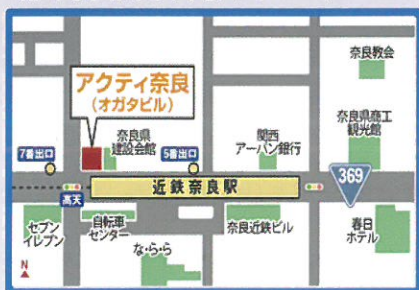 奈良教会
アクティ奈良
(オガタビル)
奈良県
建設会館
7番出口
5番出口
関西
アーバン銀行
奈良県商工
観光館
369
近鉄奈良駅
高天
セブン
イレブン
自転車
センター
な・ら・ら
奈良近鉄ビル
春日
ホテル
N